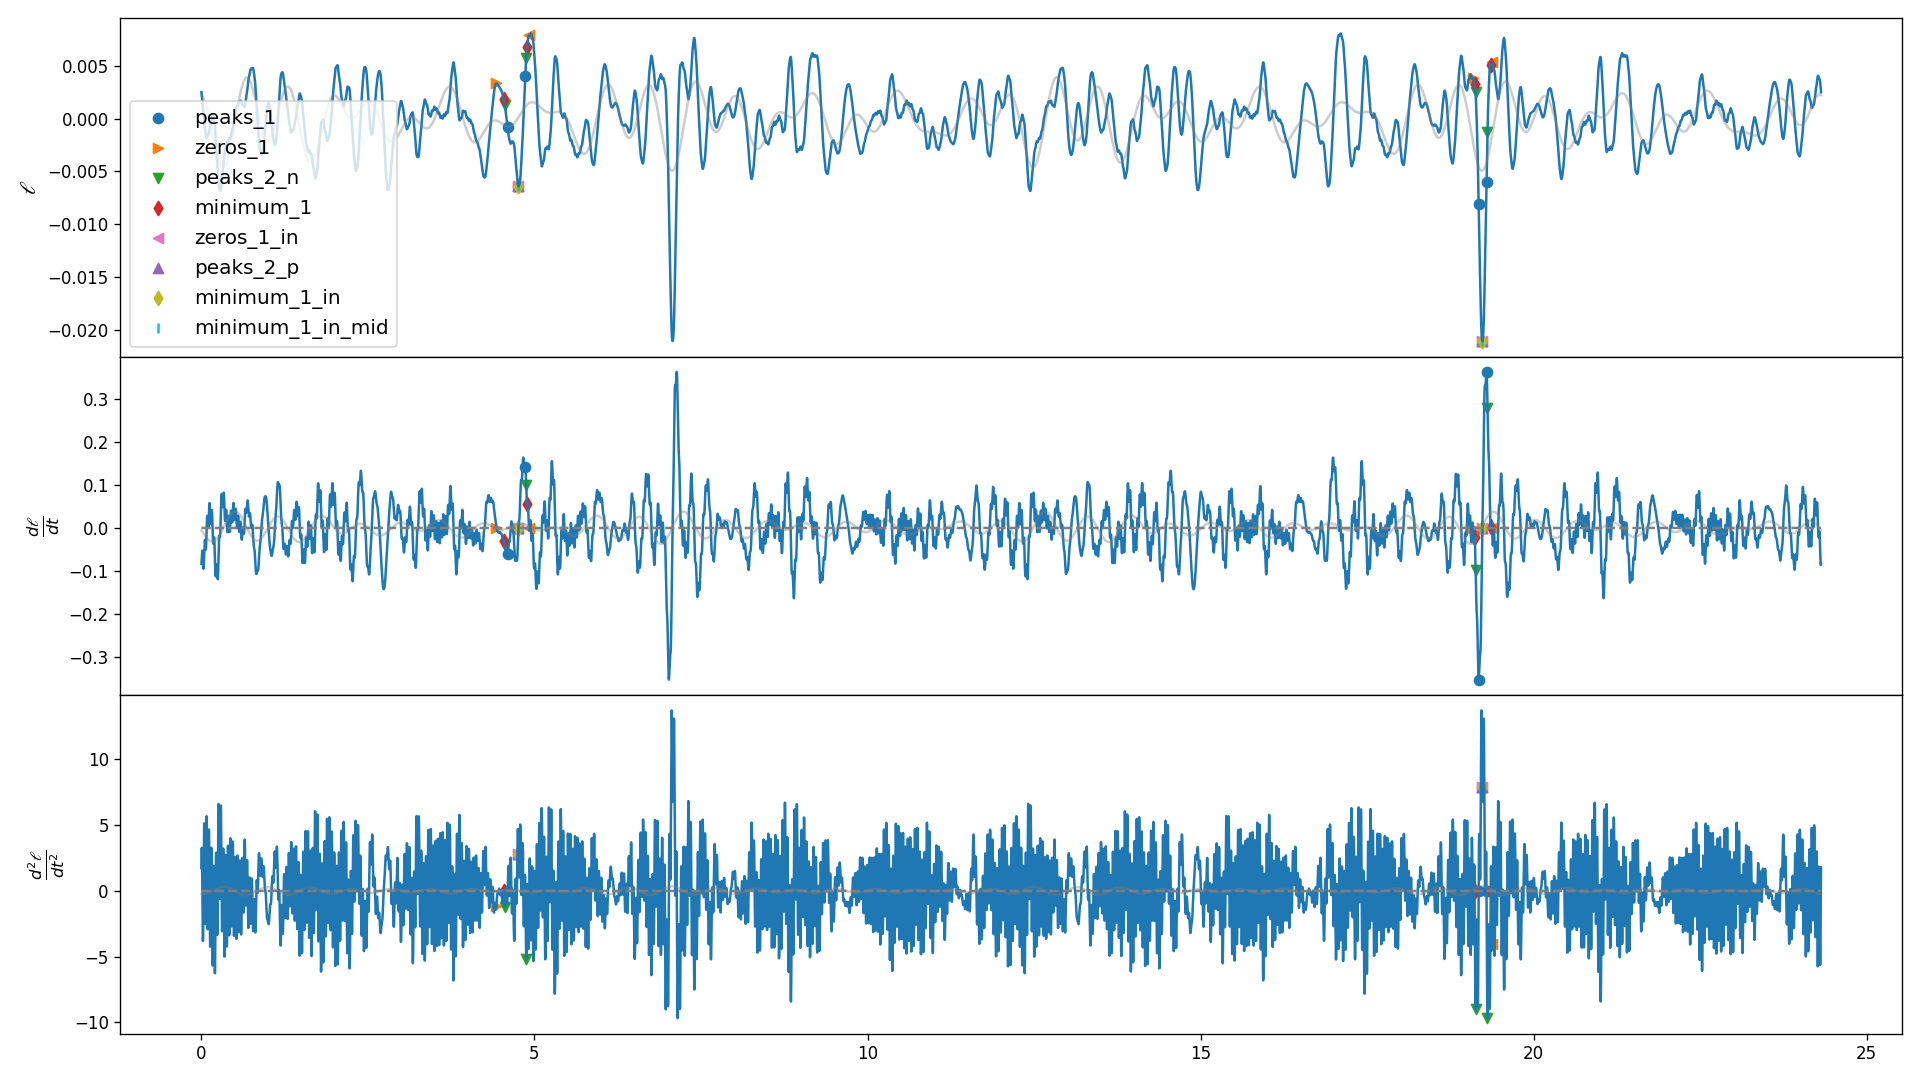 0.005
0.000
−0.005
−0.010
−0.015
−0.020
ℓ
peaks_1
zeros_1
peaks_2_n
minimum_1
zeros_1_in
peaks_2_p
minimum_1_in
minimum_1_in_mid
0.3
0.2
0.1
0.0
−0.1
−0.2
−0.3
dℓ
dt
10
5
0
−5
−10
d²ℓ
dt²
0 5 10 15 20 25